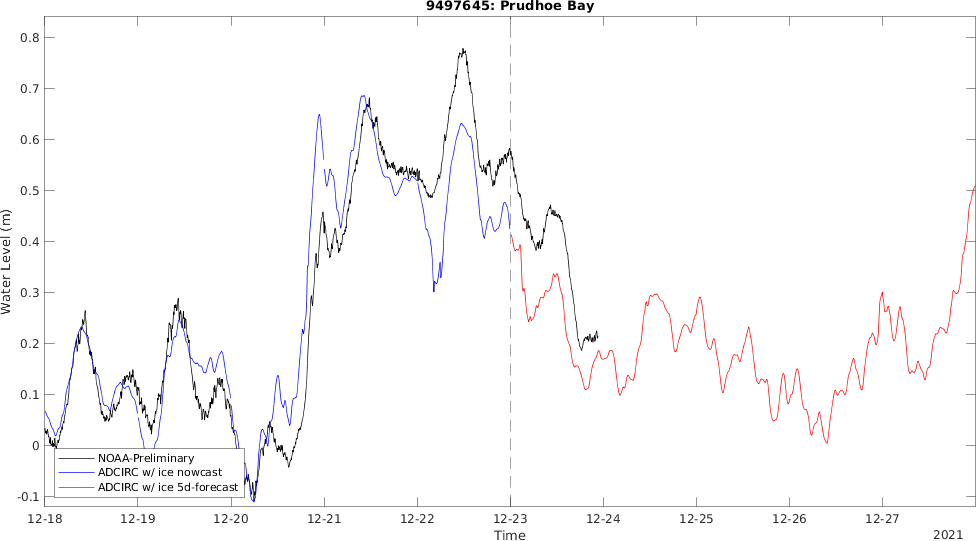 9497645: Prudhoe Bay
0.8
0.7
0.6
0.5
0.4
0.3
0.2
0.1
0
-0.1
Water Level (m)
NOAA-Preliminary
ADCIRC w/ ice nowcast
ADCIRC w/ ice 5d-forecast
12-18 12-19 12-20 12-21 12-22 12-23 12-24 12-25 12-26 12-27
Time
2021